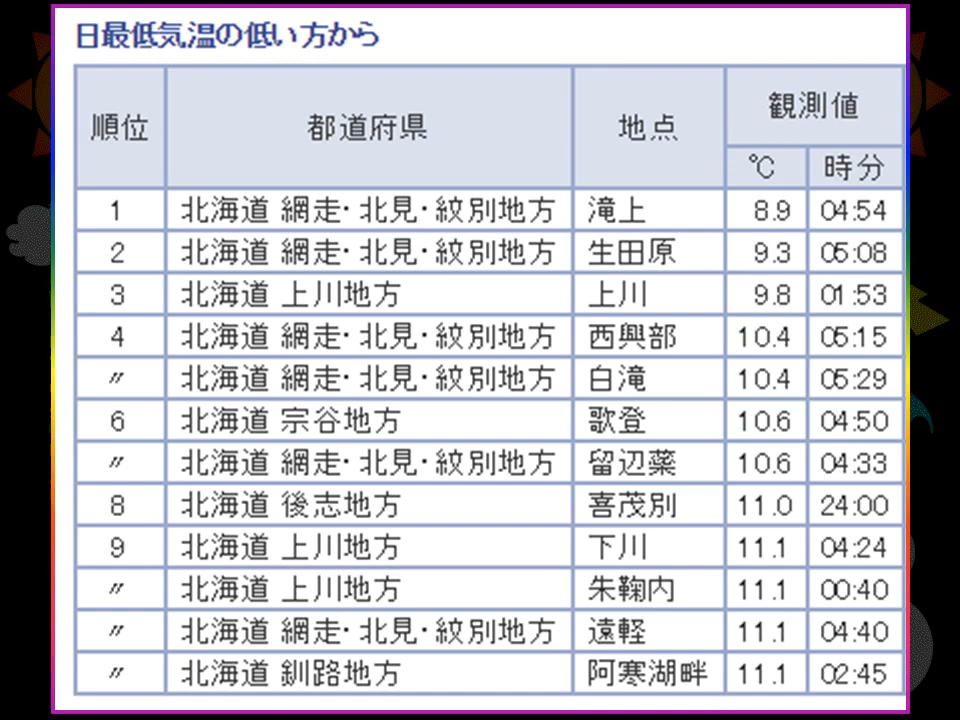 日最低気温の低い方から
順位 都道府県 地点 観測値
℃ 時分
1 北海道 網走・北見・紋別地方 滝上 8.9 04:54
2 北海道 網走・北見・紋別地方 生田原 9.3 05:08
3 北海道 上川地方 上川 9.8 01:53
4 北海道 網走・北見・紋別地方 西興部 10.4 05:15
〃 北海道 網走・北見・紋別地方 白滝 10.4 05:29
6 北海道 宗谷地方 歌登 10.6 04:50
〃 北海道 網走・北見・紋別地方 留辺蘂 10.6 04:33
8 北海道 後志地方 喜茂別 11.0 24:00
9 北海道 上川地方 下川 11.1 04:24
〃 北海道 上川地方 朱鞠内 11.1 00:40
〃 北海道 網走・北見・紋別地方 遠軽 11.1 04:40
〃 北海道 釧路地方 阿寒湖畔 11.1 02:45